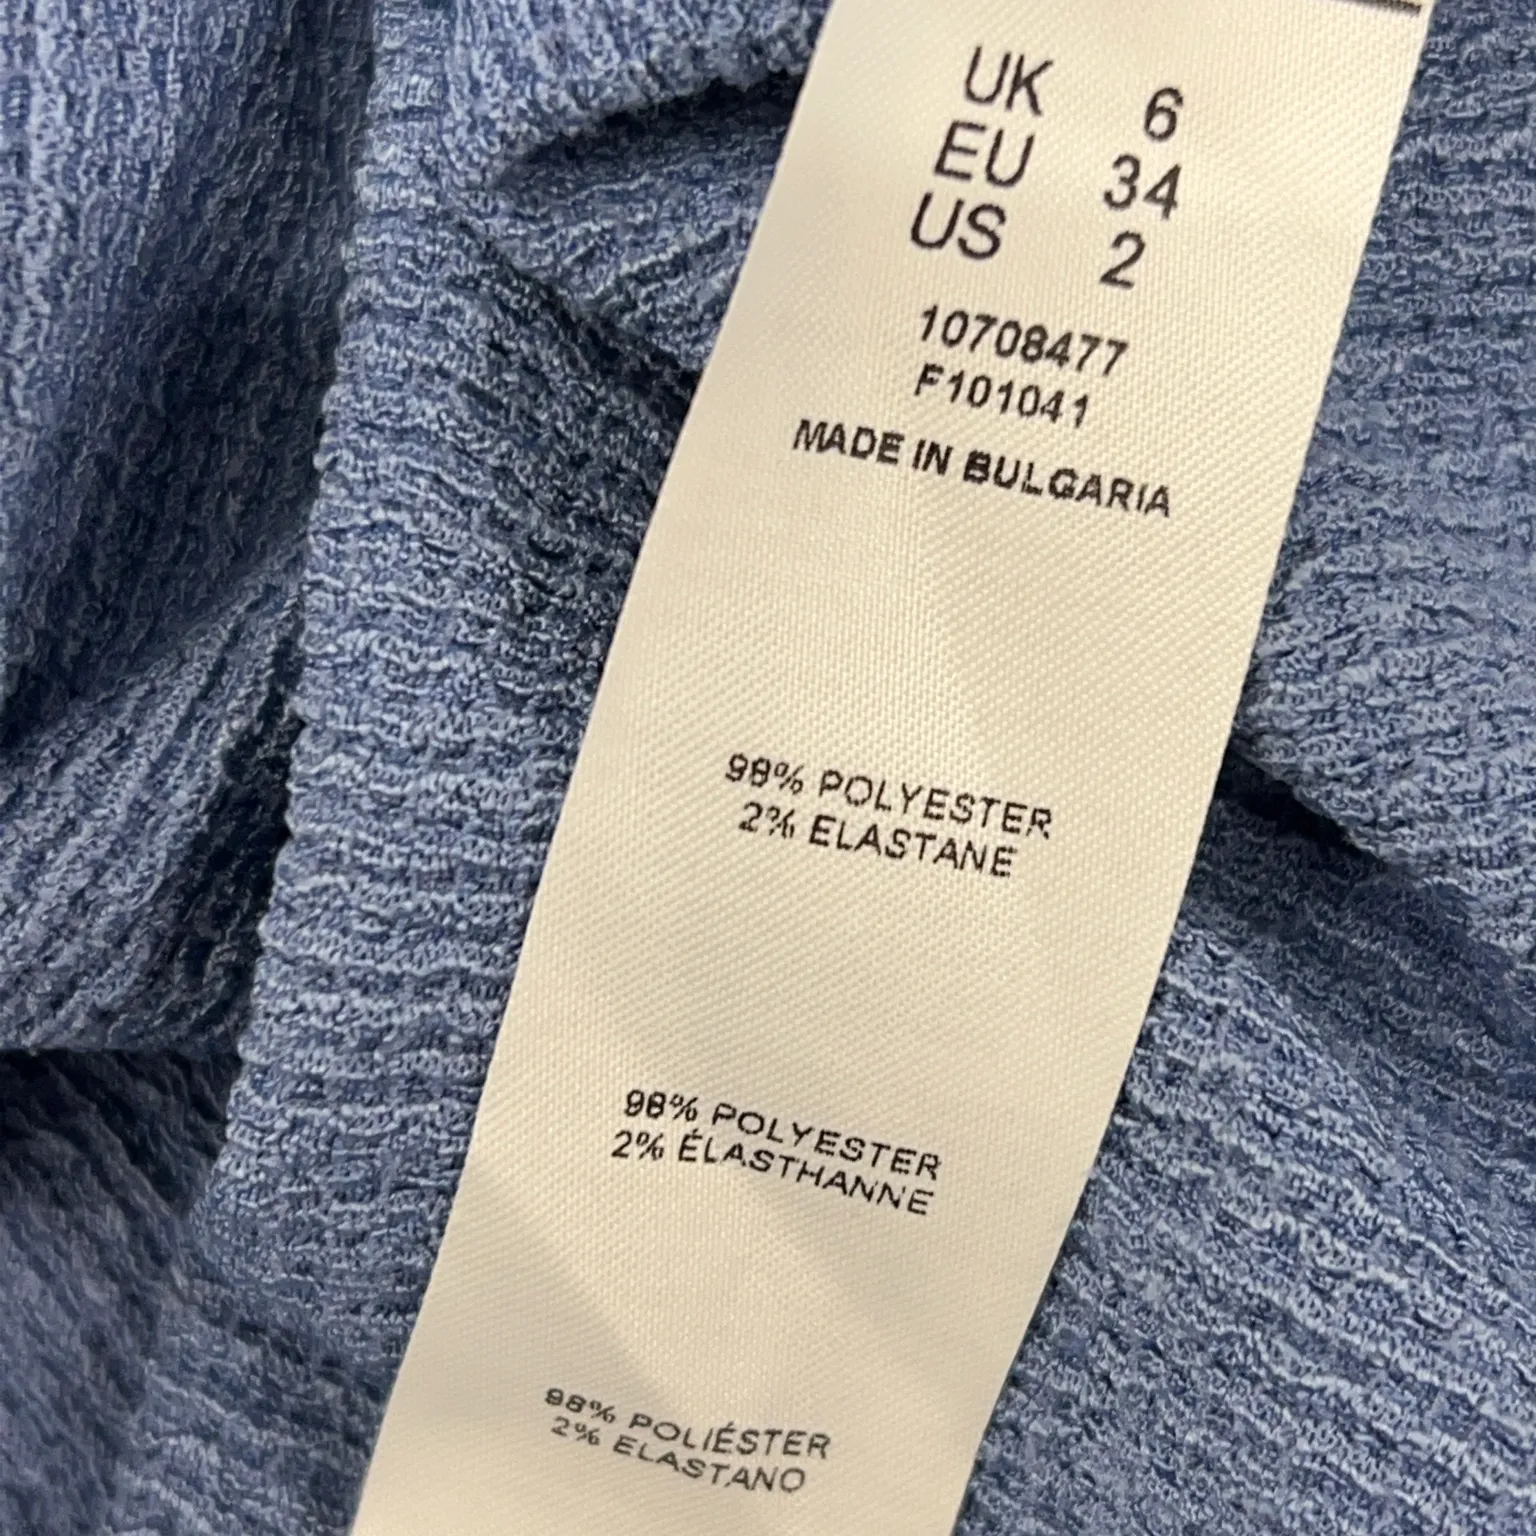 UK 6
EU 34
US 2
10708477
F101041
MADE IN BULGARIA
98% POLYESTER
2% ELASTANE
98% POLYESTER
2% ÉLASTHANNE
98% POLIÉSTER
2% ELASTANO